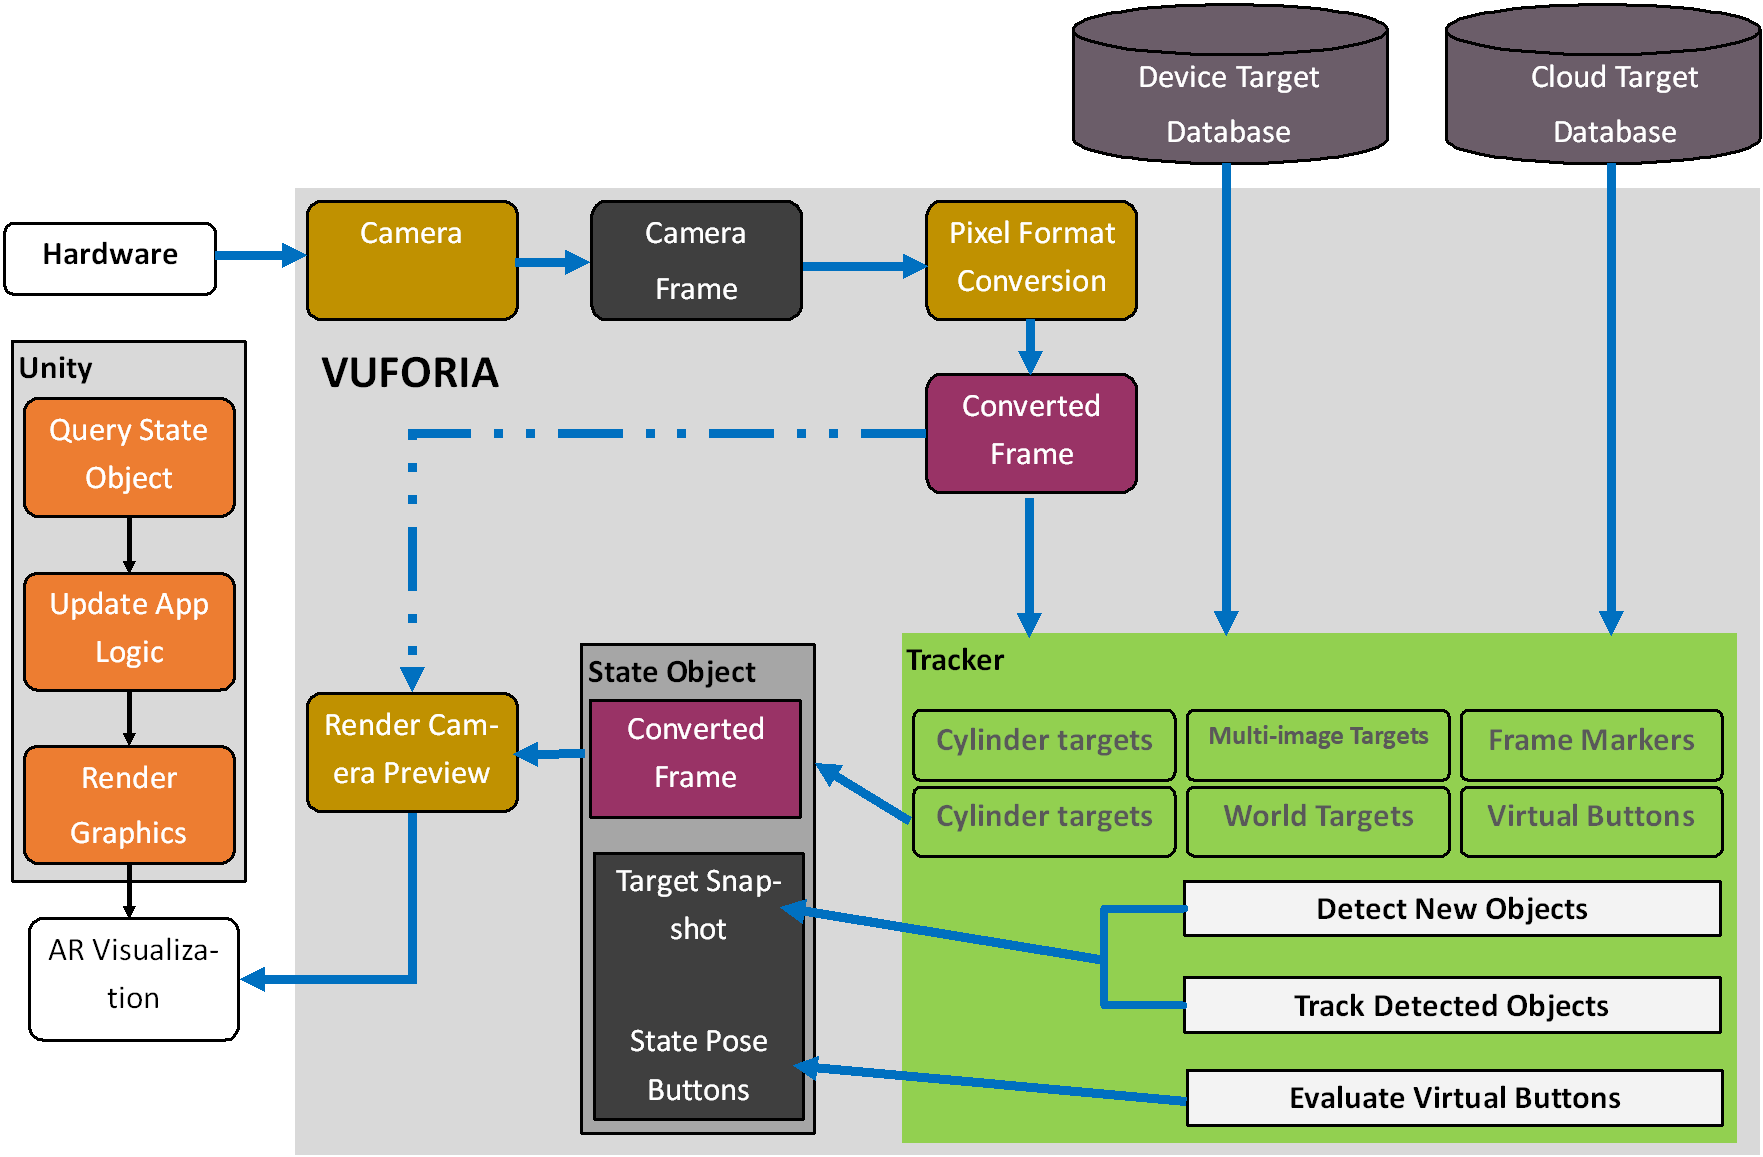 Device Target
Database
Cloud Target
Database
Hardware
Camera
Camera
Frame
Pixel Format
Conversion
VUFORIA
Converted
Frame
Unity
Query State
Object
Update App
Logic
Render
Graphics
AR Visualiza-
tion
Render Cam-
era Preview
State Object
Converted
Frame
Target Snap-
shot
State Pose
Buttons
Tracker
Cylinder targets
Multi-image Targets
Frame Markers
Cylinder targets
World Targets
Virtual Buttons
Detect New Objects
Track Detected Objects
Evaluate Virtual Buttons